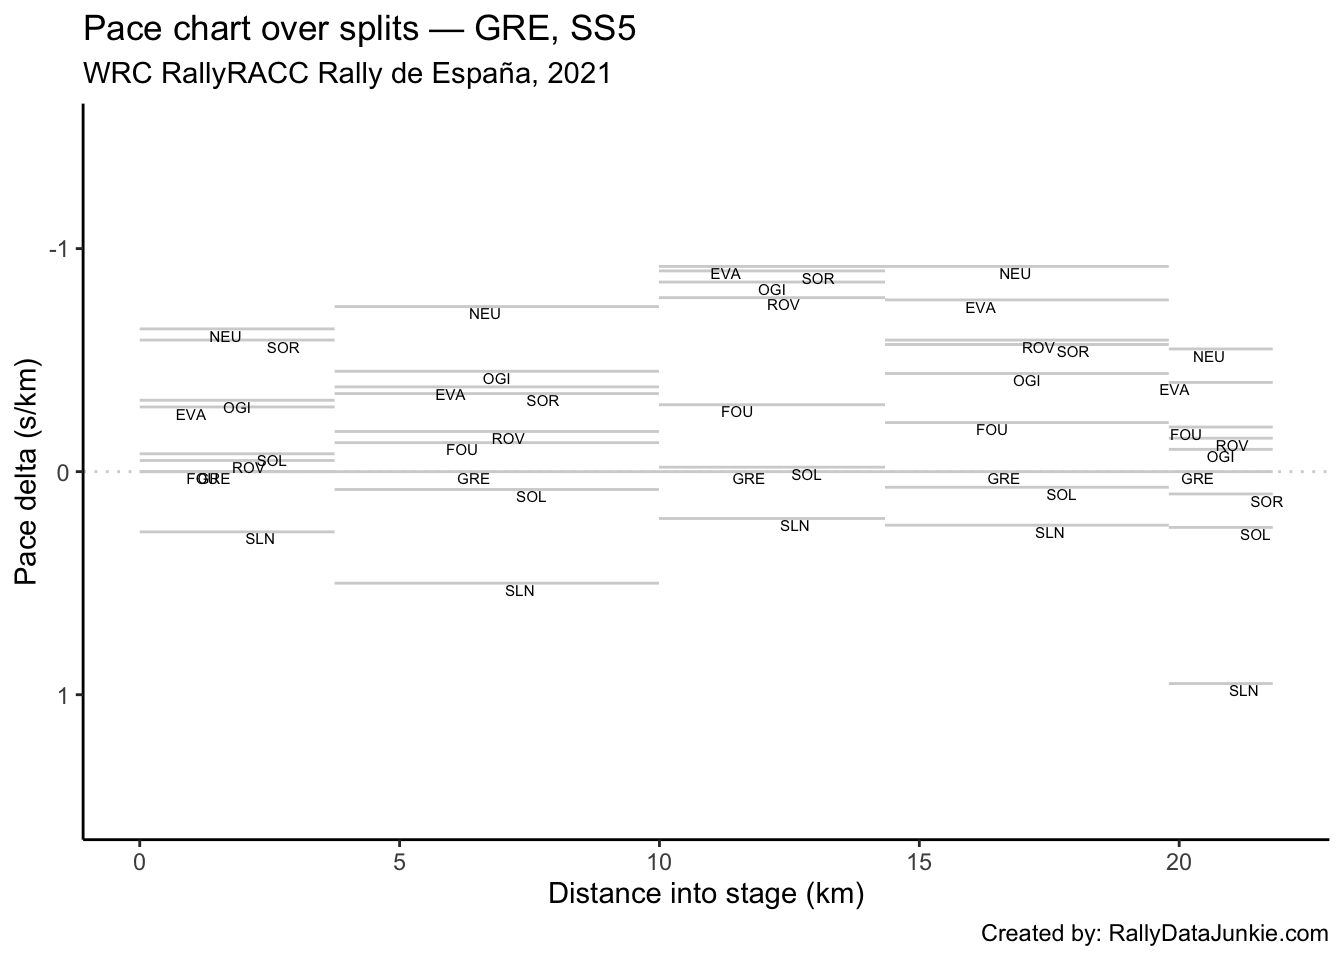 Pace chart over splits — GRE, SS5
WRC RallyRACC Rally de España, 2021
Pace delta (s/km)
-1
0
1
NEU
SOR
EVA
OGI
SOL
ROV
FOU
GRE
SLN
NEU
OGI
EVA
SOR
ROV
FOU
GRE
SOL
SLN
EVA
SOR
OGI
ROV
FOU
GRE
SOL
SLN
NEU
EVA
ROV
SOR
OGI
FOU
GRE
SOL
SLN
NEU
EVA
FOU
ROV
OGI
GRE
SOR
SOL
SLN
0 5 10 15 20
Distance into stage (km)
Created by: RallyDataJunkie.com